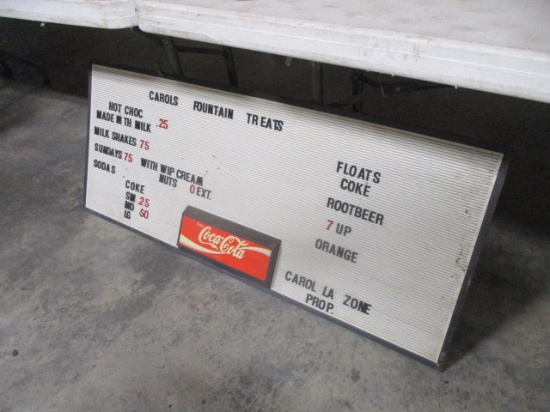 CAROLS FOUNTAIN TREATS
HOT CHOC
MADE W ITH MILK .25
MILK SHAKES 75
SUNDAYS 75 WITH WIP CREAM
NUTS 0 EXT.
SODAS
COKE
SM .25
MD
LG 50
Coca-Cola
FLOATS
COKE
ROOTBEER
7 UP
ORANGE
CAROL LA ZONE
PROP.